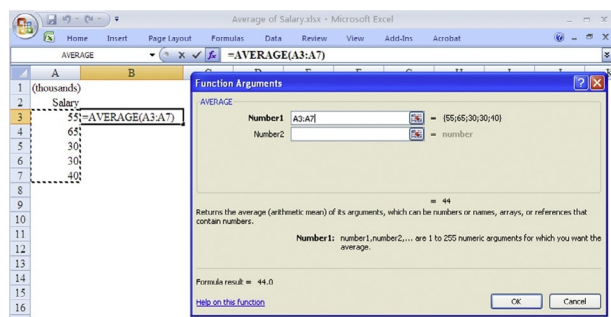 Average of Salary.xlsx - Microsoft Excel
Home Insert Page Layout Formulas Data Review View Add-Ins Acrobat
AVERAGE fx =AVERAGE(A3:A7)
A B
1 (thousands)
2 Salary
3 55 =AVERAGE(A3:A7)
4 65
5 30
6 30
7 40
8
9
10
11
12
13
14
15
16
Function Arguments
AVERAGE
Number1 A3:A7 = {55;65;30;30;40}
Number2 = number
= 44
Returns the average (arithmetic mean) of its arguments, which can be numbers or names, arrays, or references that
contain numbers.
Number1: number1,number2,... are 1 to 255 numeric arguments for which you want the
average.
Formula result = 44.0
Help on this function
OK Cancel